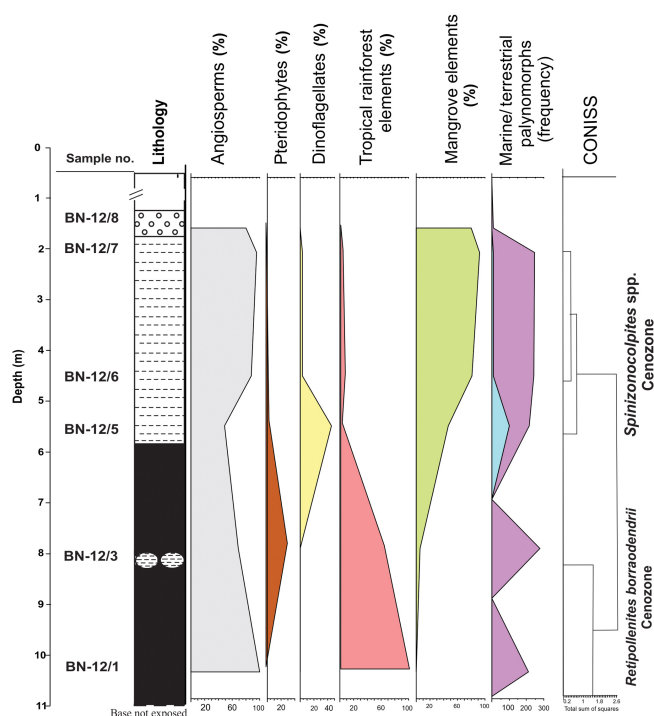 Sample no.
Lithology
Angiosperms (%)
Pteridophytes (%)
Dinoflagellates (%)
Tropical rainforest
elements (%)
Mangrove elements
(%)
Marine/ terrestrial
palynomorphs
(frequency)
CONISS
Depth (m)
0
1
2
3
4
5
6
7
8
9
10
11
BN-12/8
BN-12/7
BN-12/6
BN-12/5
BN-12/3
BN-12/1
Spinizonocolpites spp.
Cenozone
Retipollenites borraodendrii
Cenozone
Base not exposed
20 100
20
20 40
20 100
20 100
100 200 300
0.2 1 1.8 2.6
Total sum of squares